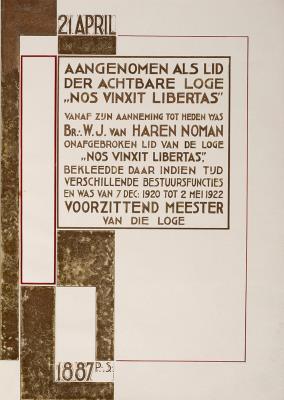 21 APRIL
AANGENOMEN ALS LID
DER ACHTBARE LOGE
„NOS VINXIT LIBERTAS”
VANAF ZIJN AANNEMING TOT HEDEN WAS
BR∴ W. J. VAN HAREN NOMAN
ONAFGEBROKEN LID VAN DE LOGE
„NOS VINXIT LIBERTAS”,
BEKLEEDDE DAAR INDIEN TIJD
VERSCHILLENDE BESTUURSFUNCTIES
EN WAS VAN 7 DEC: 1920 TOT 2 MEI 1922
VOORZITTEND MEESTER
VAN DIE LOGE
1887 P.S.